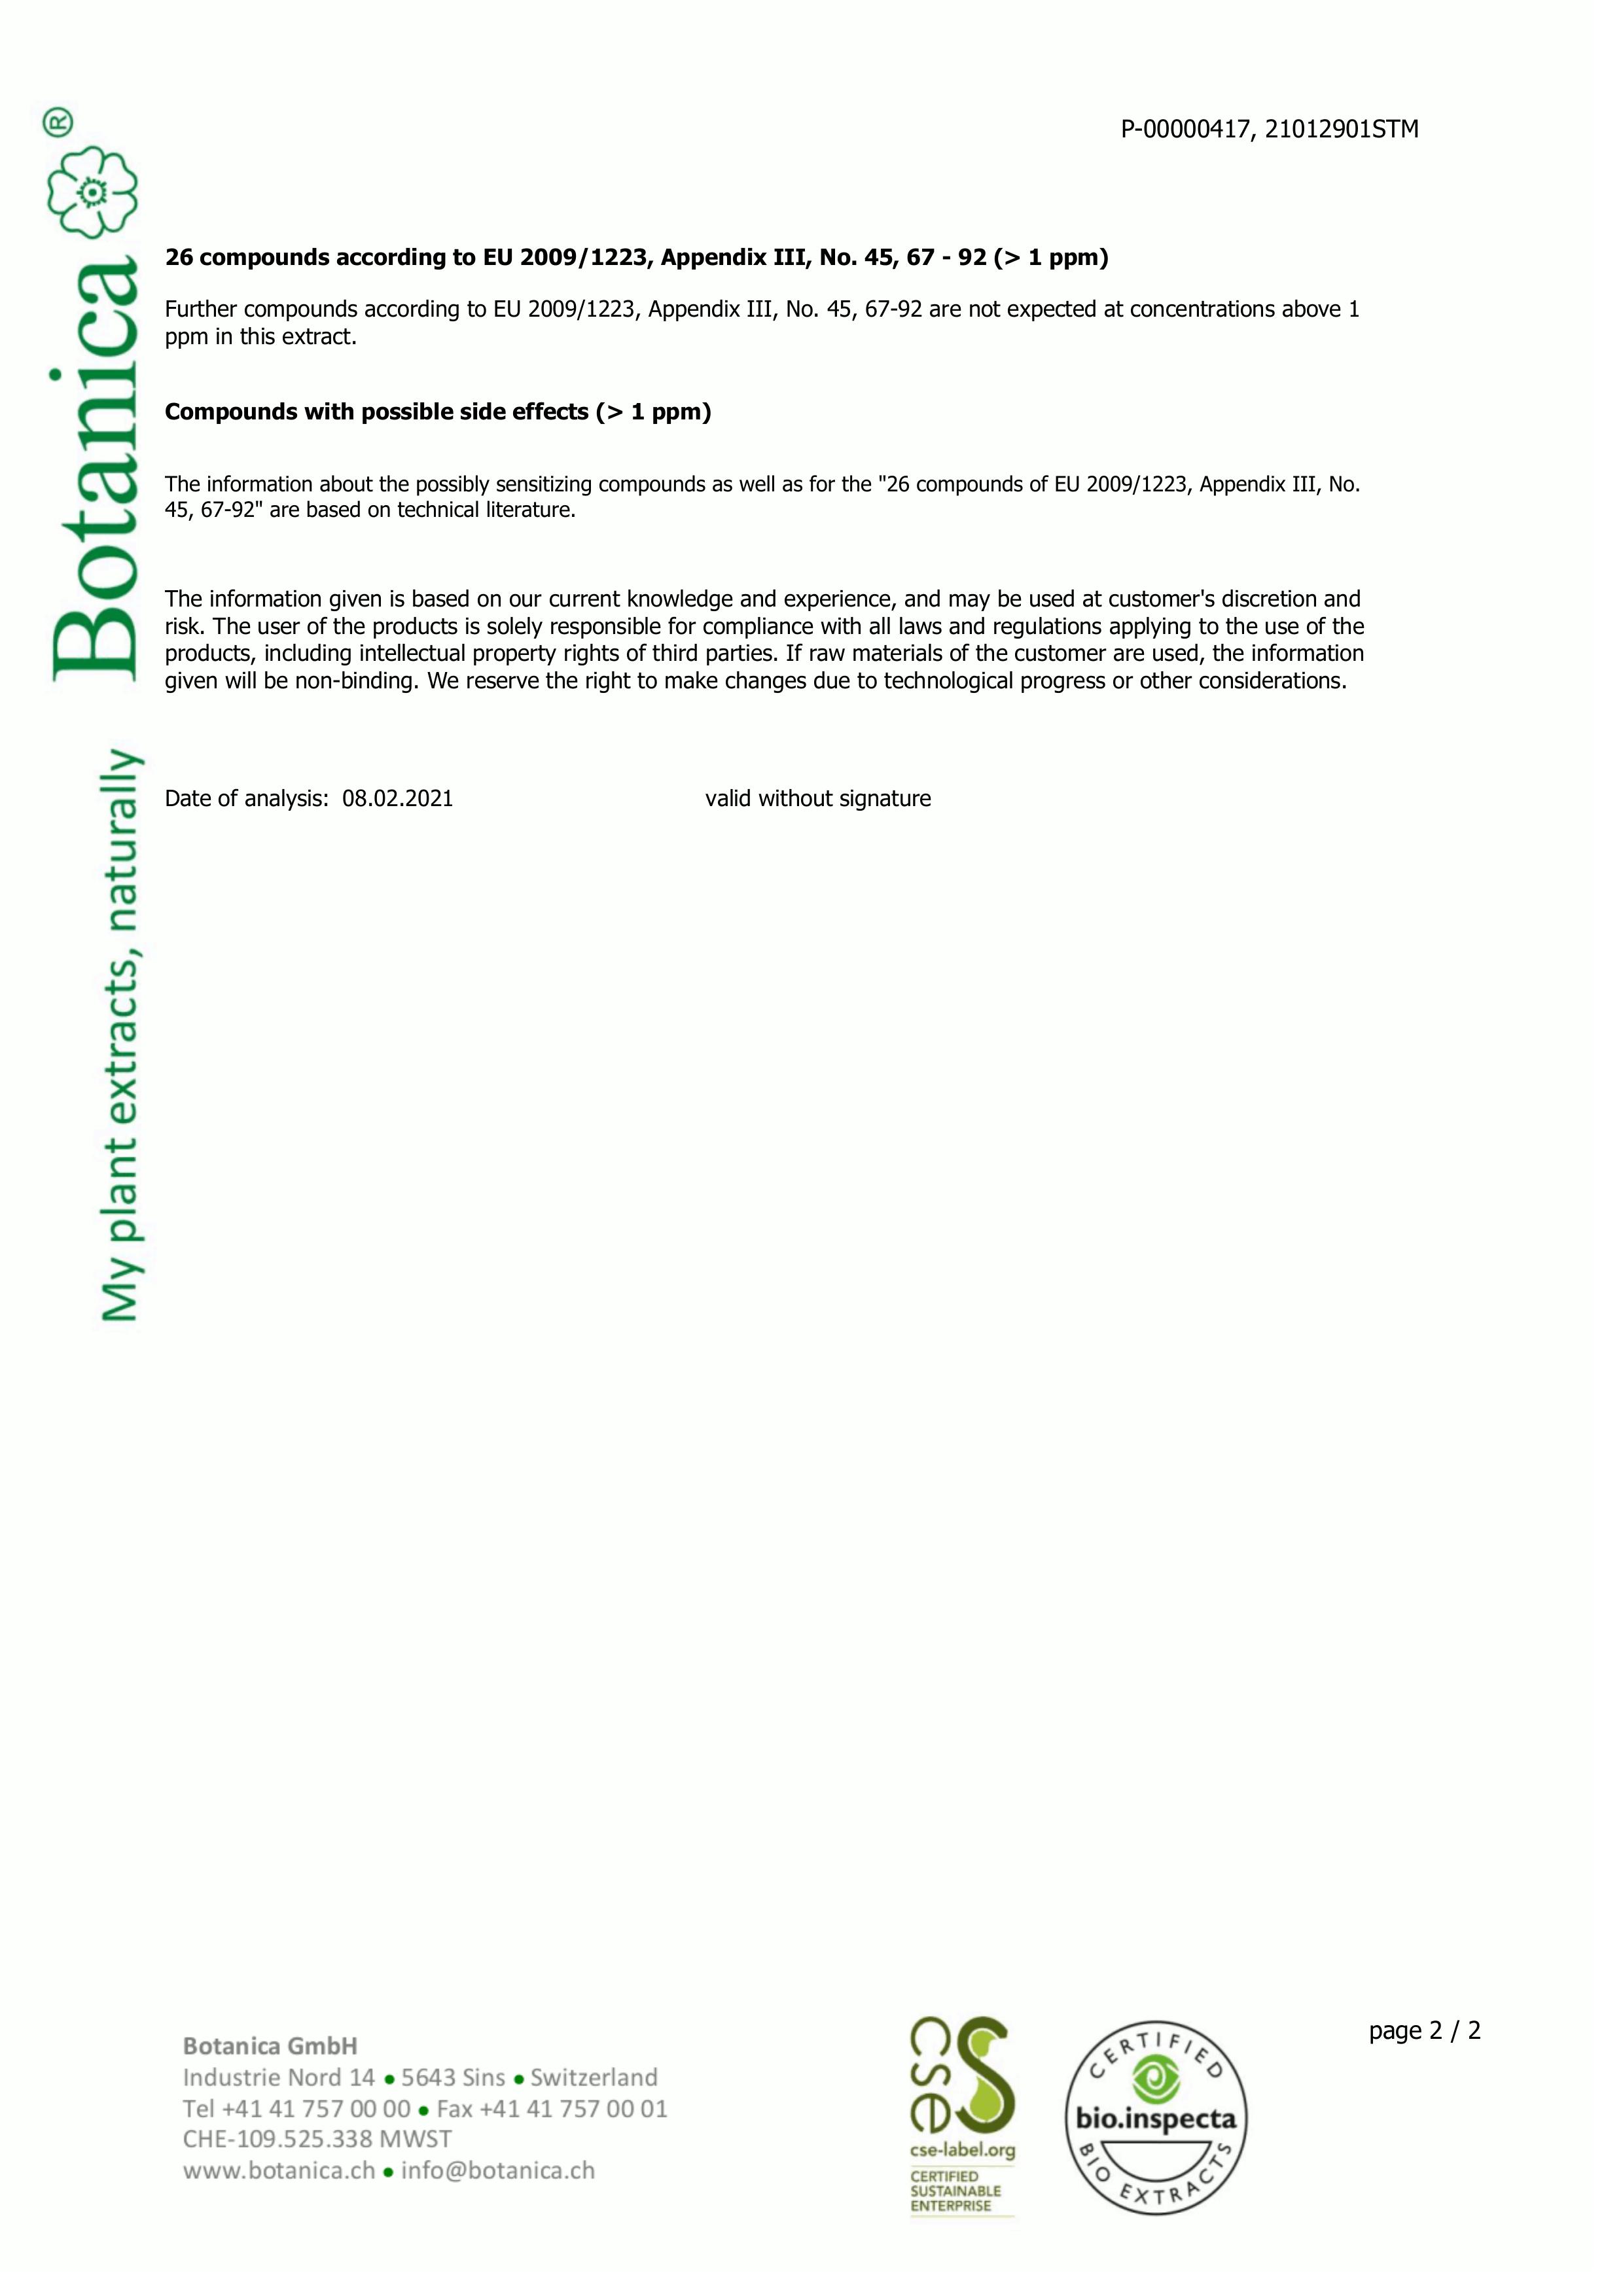 P-00000417, 21012901STM
Botanica®
My plant extracts, naturally
26 compounds according to EU 2009/1223, Appendix III, No. 45, 67 - 92 (> 1 ppm)
Further compounds according to EU 2009/1223, Appendix III, No. 45, 67-92 are not expected at concentrations above 1
ppm in this extract.
Compounds with possible side effects (> 1 ppm)
The information about the possibly sensitizing compounds as well as for the "26 compounds of EU 2009/1223, Appendix III, No.
45, 67-92" are based on technical literature.
The information given is based on our current knowledge and experience, and may be used at customer's discretion and
risk. The user of the products is solely responsible for compliance with all laws and regulations applying to the use of the
products, including intellectual property rights of third parties. If raw materials of the customer are used, the information
given will be non-binding. We reserve the right to make changes due to technological progress or other considerations.
Date of analysis: 08.02.2021 valid without signature
Botanica GmbH
Industrie Nord 14 • 5643 Sins • Switzerland
Tel +41 41 757 00 00 • Fax +41 41 757 00 01
CHE-109.525.338 MWST
www.botanica.ch • info@botanica.ch
cse
cse-label.org
CERTIFIED
SUSTAINABLE
ENTERPRISE
CERTIFIED
bio.inspecta
BIO EXTRACTS
page 2 / 2